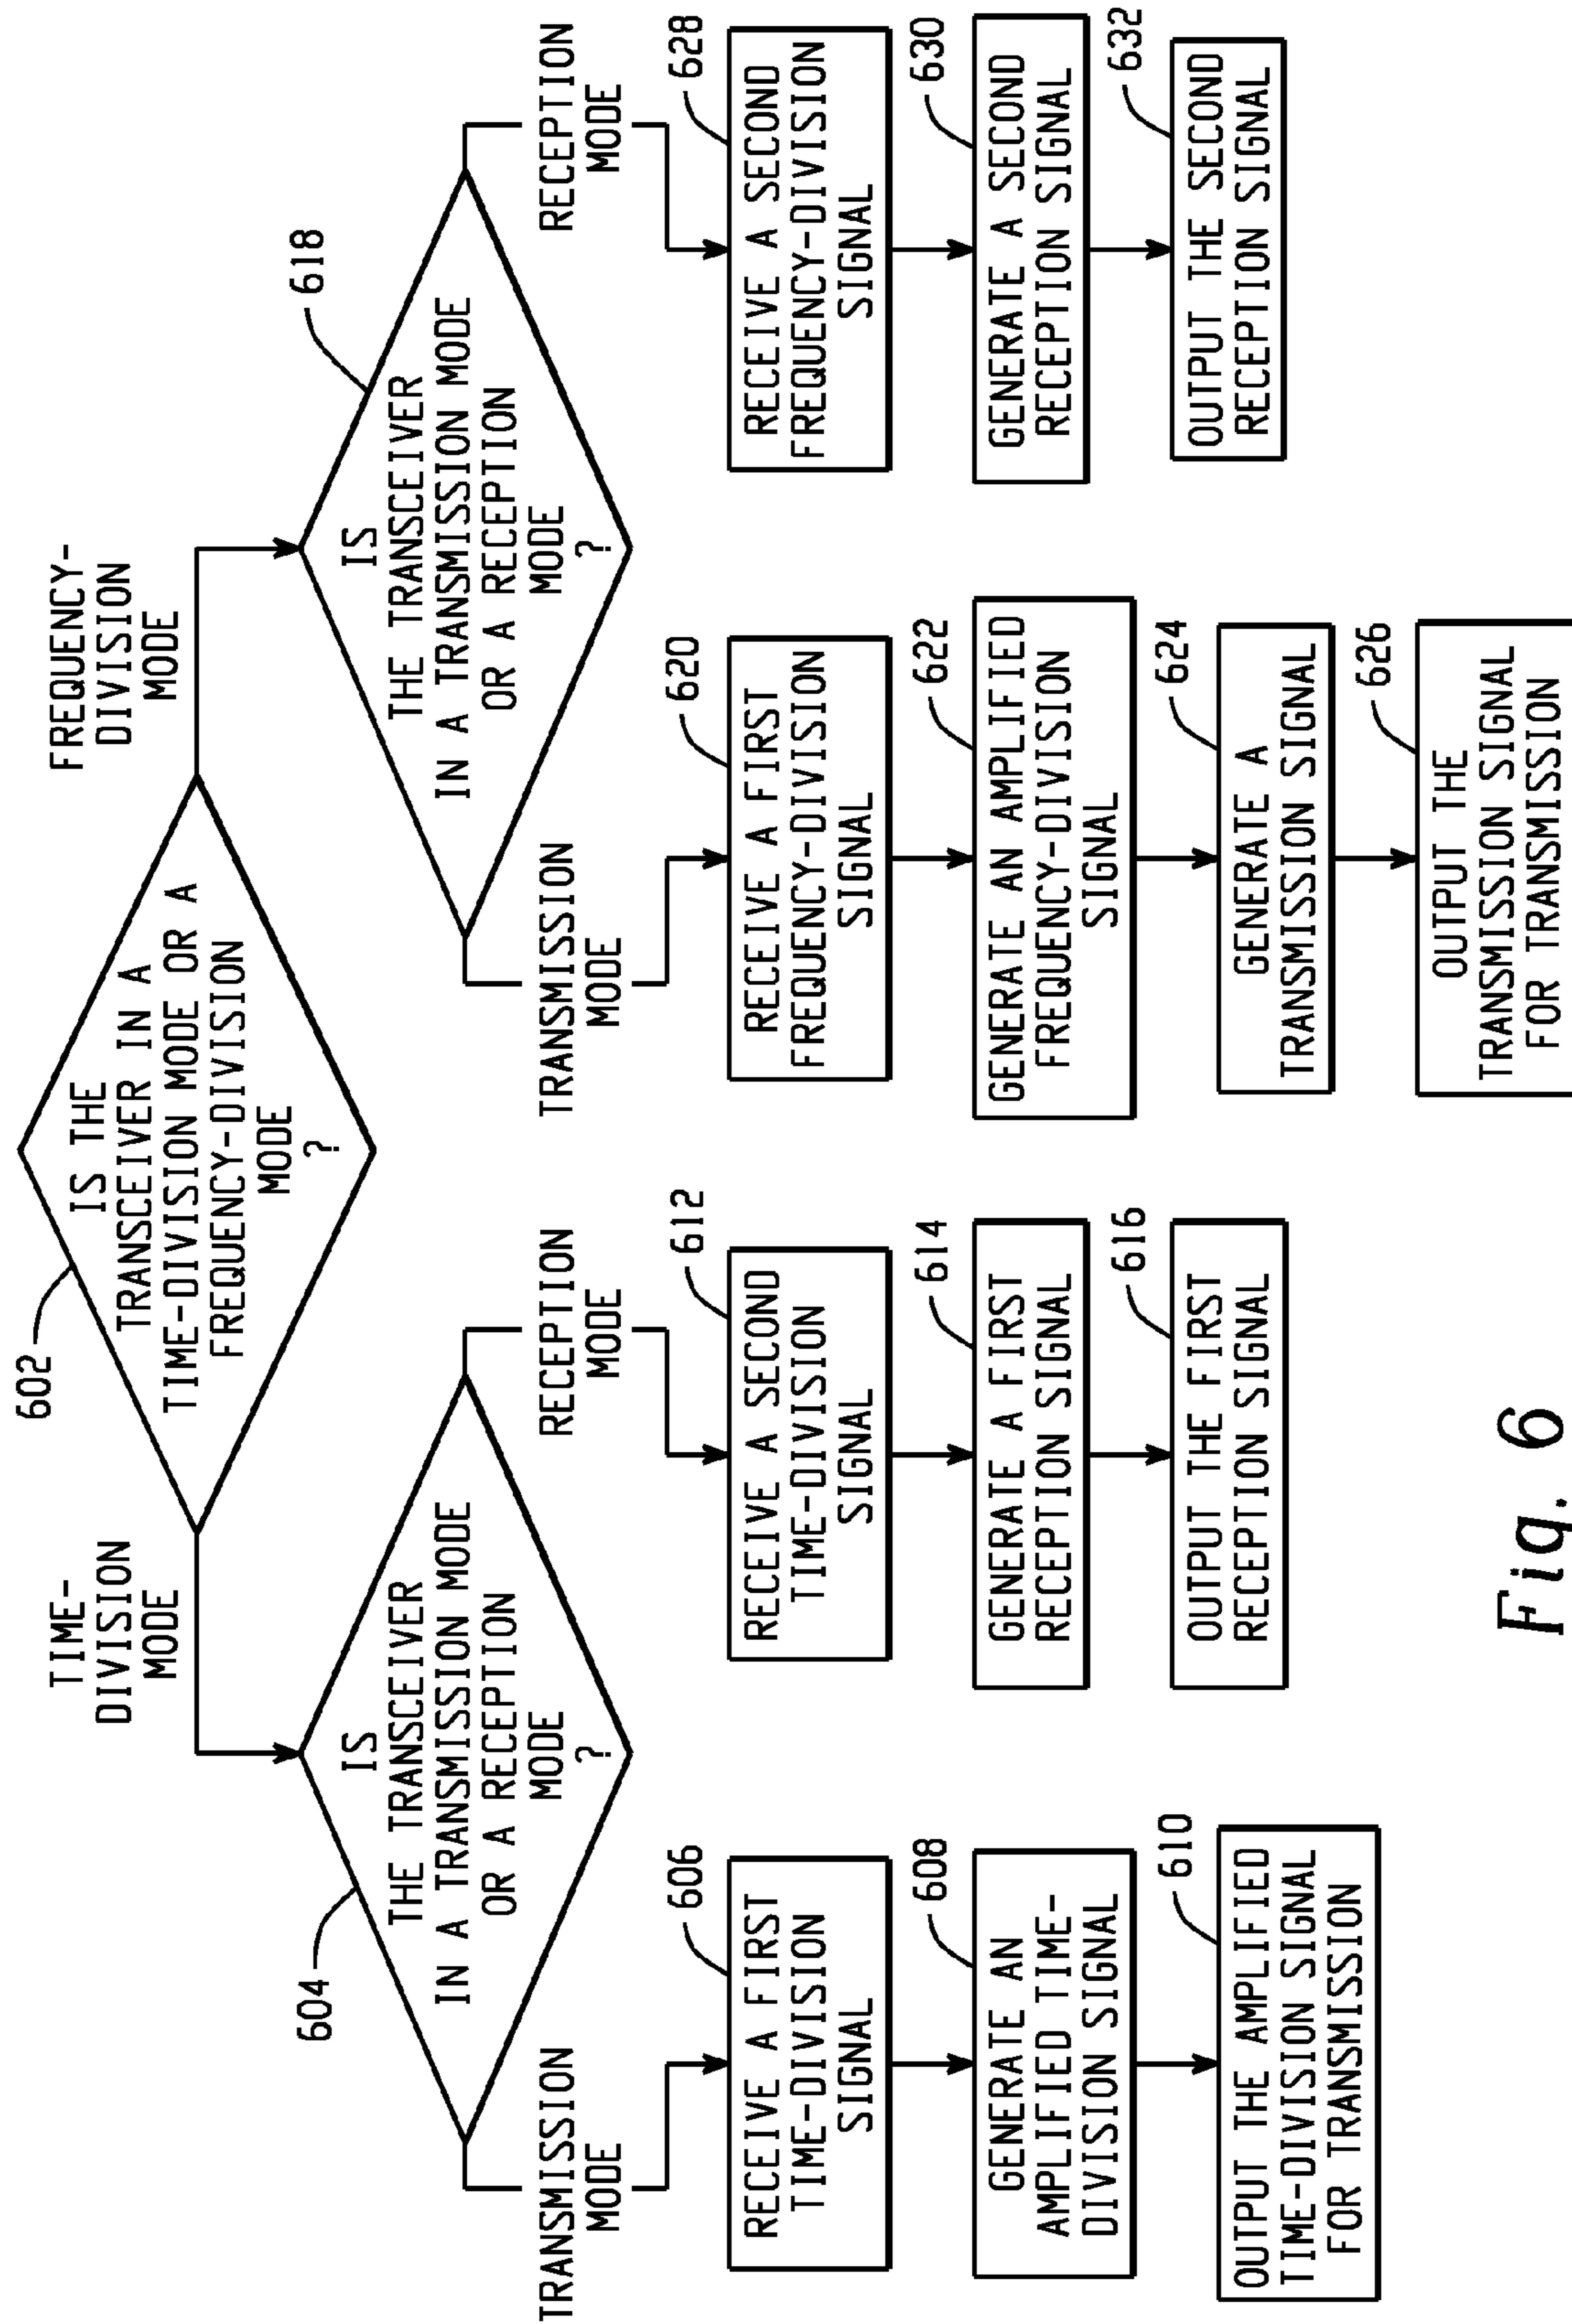 602
IS THE
TRANSCEIVER IN A
TIME-DIVISION MODE OR A
FREQUENCY-DIVISION
MODE
?
TIME-
DIVISION
MODE
FREQUENCY-
DIVISION
MODE
604
IS
THE TRANSCEIVER
IN A TRANSMISSION MODE
OR A RECEPTION
MODE
?
618
IS
THE TRANSCEIVER
IN A TRANSMISSION MODE
OR A RECEPTION
MODE
?
TRANSMISSION
MODE
RECEPTION
MODE
TRANSMISSION
MODE
RECEPTION
MODE
606
RECEIVE A FIRST
TIME-DIVISION
SIGNAL
612
RECEIVE A SECOND
TIME-DIVISION
SIGNAL
620
RECEIVE A FIRST
FREQUENCY-DIVISION
SIGNAL
628
RECEIVE A SECOND
FREQUENCY-DIVISION
SIGNAL
608
GENERATE AN
AMPLIFIED TIME-
DIVISION SIGNAL
614
GENERATE A FIRST
RECEPTION SIGNAL
622
GENERATE AN AMPLIFIED
FREQUENCY-DIVISION
SIGNAL
630
GENERATE A SECOND
RECEPTION SIGNAL
610
OUTPUT THE AMPLIFIED
TIME-DIVISION SIGNAL
FOR TRANSMISSION
616
OUTPUT THE FIRST
RECEPTION SIGNAL
624
GENERATE A
TRANSMISSION SIGNAL
632
OUTPUT THE SECOND
RECEPTION SIGNAL
626
OUTPUT THE
TRANSMISSION SIGNAL
FOR TRANSMISSION
Fig. 6